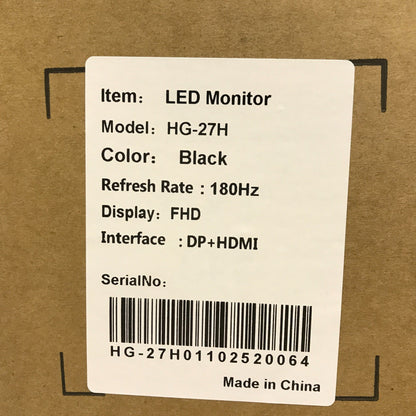 Item： LED Monitor
Model：HG-27H
Color： Black
Refresh Rate：180Hz
Display：FHD
Interface ：DP+HDMI
SerialNo：
HG-27H01102520064
Made in China